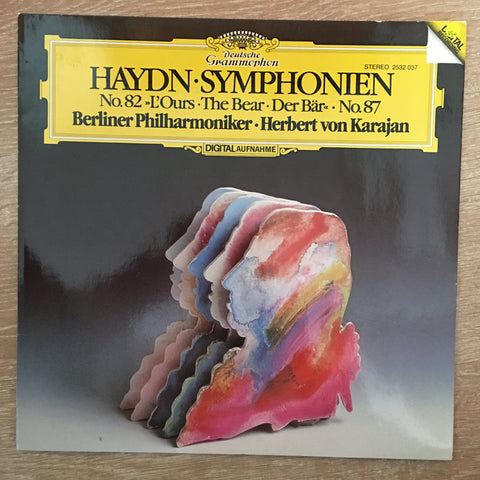 Deutsche
Grammophon
STEREO 2532 037
HAYDN·SYMPHONIEN
No. 82 »L'Ours · The Bear · Der Bär« · No. 87
Berliner Philharmoniker · Herbert von Karajan
DIGITAL AUFNAHME